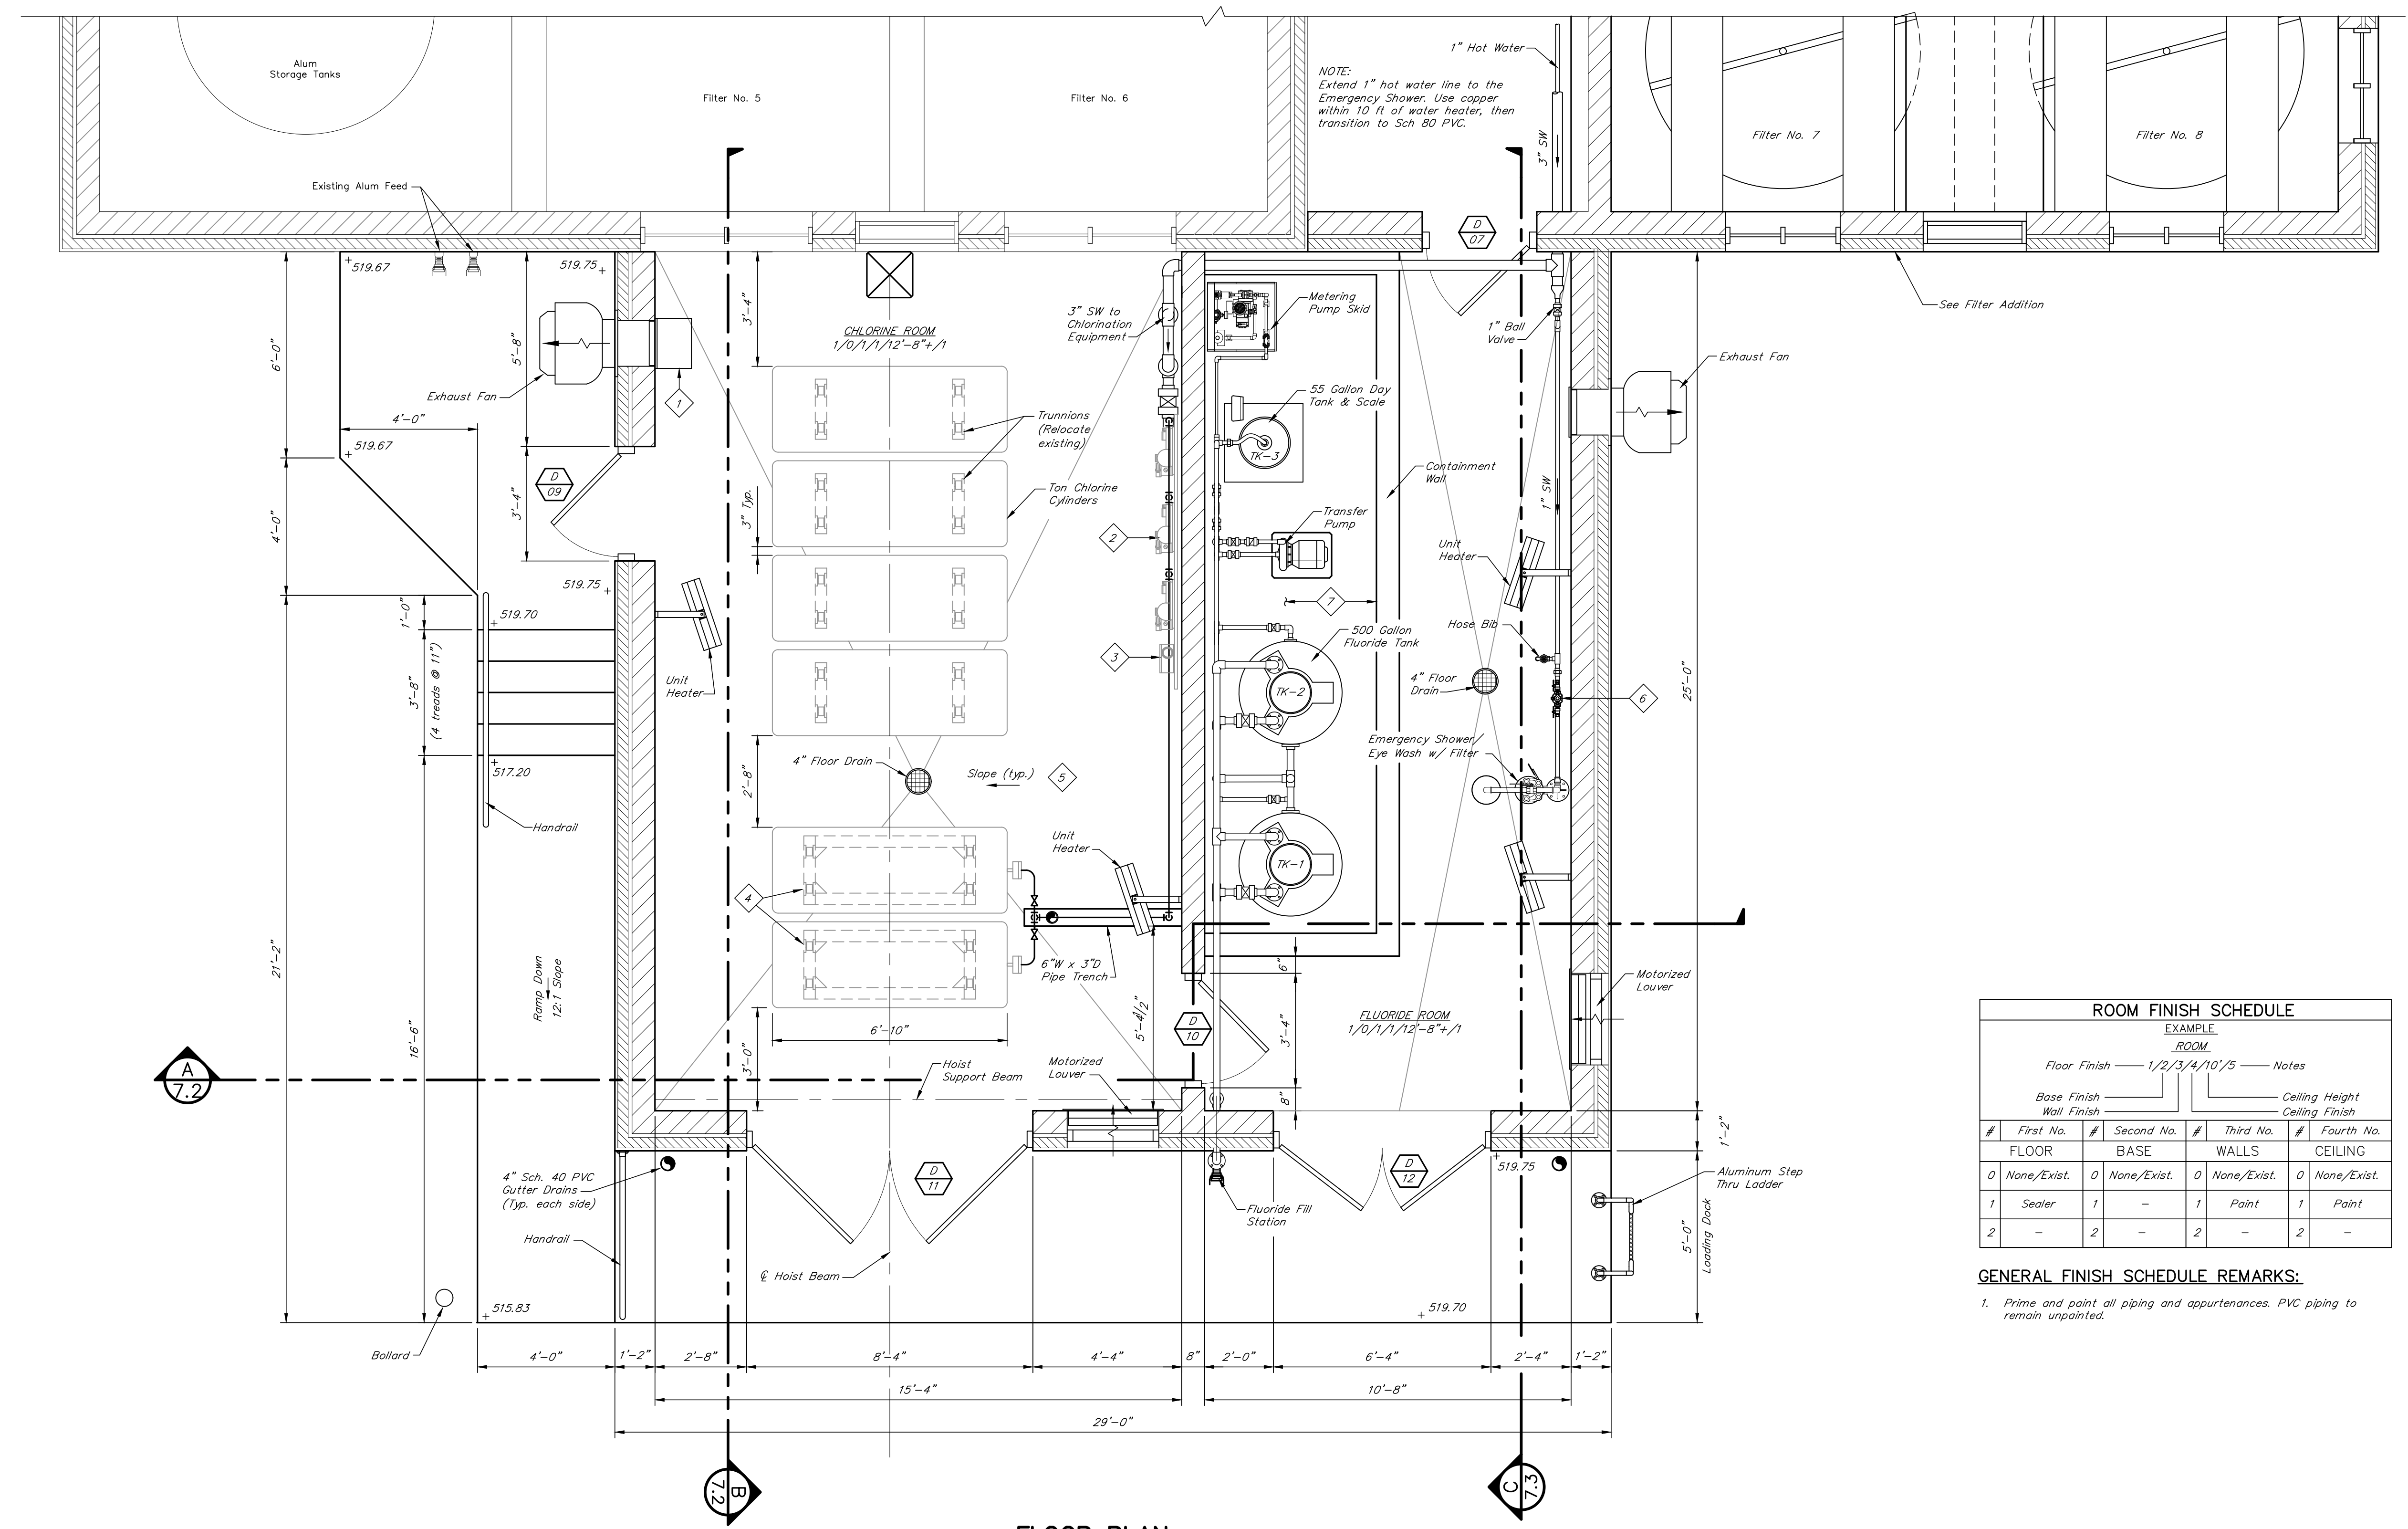 Alum
Storage Tanks
Filter No. 5
Filter No. 6
1" Hot Water
NOTE:
Extend 1" hot water line to the
Emergency Shower. Use copper
within 10 ft of water heater, then
transition to Sch 80 PVC.
3" SW
Filter No. 7
Filter No. 8
Existing Alum Feed
D
07
519.67
519.75
3'-4"
CHLORINE ROOM
1/0/1/1/12'-8"+/1
3" SW to
Chlorination
Equipment
Metering
Pump Skid
1" Ball
Valve
See Filter Addition
6'-0"
5'-8"
Exhaust Fan
1
4'-0"
519.67
Trunnions
(Relocate
existing)
55 Gallon Day
Tank & Scale
TK-3
Exhaust Fan
D
09
3'-4"
4'-0"
3" Typ.
Ton Chlorine
Cylinders
Containment
Wall
1" SW
2
Transfer
Pump
Unit
Heater
519.75
519.70
1'-0"
7
Hose Bib
500 Gallon
Fluoride Tank
3
3'-8"
(4 treads @ 11")
Unit
Heater
TK-2
4" Floor
Drain
6
25'-0"
517.20
2'-8"
4" Floor Drain
Slope (typ.)
5
Emergency Shower/
Eye Wash w/ Filter
Handrail
Unit
Heater
TK-1
4
21'-2"
16'-6"
Ramp Down
12:1 Slope
6"W x 3"D
Pipe Trench
6"
Motorized
Louver
5'-4 1/2"
6'-10"
3'-0"
D
10
3'-4"
FLUORIDE ROOM
1/0/1/1/12'-8"+/1
A
7.2
Hoist
Support Beam
Motorized
Louver
8"
1'-2"
4" Sch. 40 PVC
Gutter Drains
(Typ. each side)
D
11
D
12
519.75
Aluminum Step
Thru Ladder
Handrail
Fluoride Fill
Station
5'-0"
Loading Dock
℄ Hoist Beam
515.83
519.70
Bollard
4'-0"
1'-2"
2'-8"
8'-4"
4'-4"
8"
2'-0"
6'-4"
2'-4"
1'-2"
15'-4"
10'-8"
29'-0"
B
7.2
C
7.3
FLOOR PLAN
ROOM FINISH SCHEDULE
EXAMPLE
ROOM
Floor Finish 1/2/3/4/10'/5 Notes
Base Finish Ceiling Height
Wall Finish Ceiling Finish
# First No. # Second No. # Third No. # Fourth No.
FLOOR BASE WALLS CEILING
0 None/Exist. 0 None/Exist. 0 None/Exist. 0 None/Exist.
1 Sealer 1 - 1 Paint 1 Paint
2 - 2 - 2 - 2 -
GENERAL FINISH SCHEDULE REMARKS:
1. Prime and paint all piping and appurtenances. PVC piping to
remain unpainted.